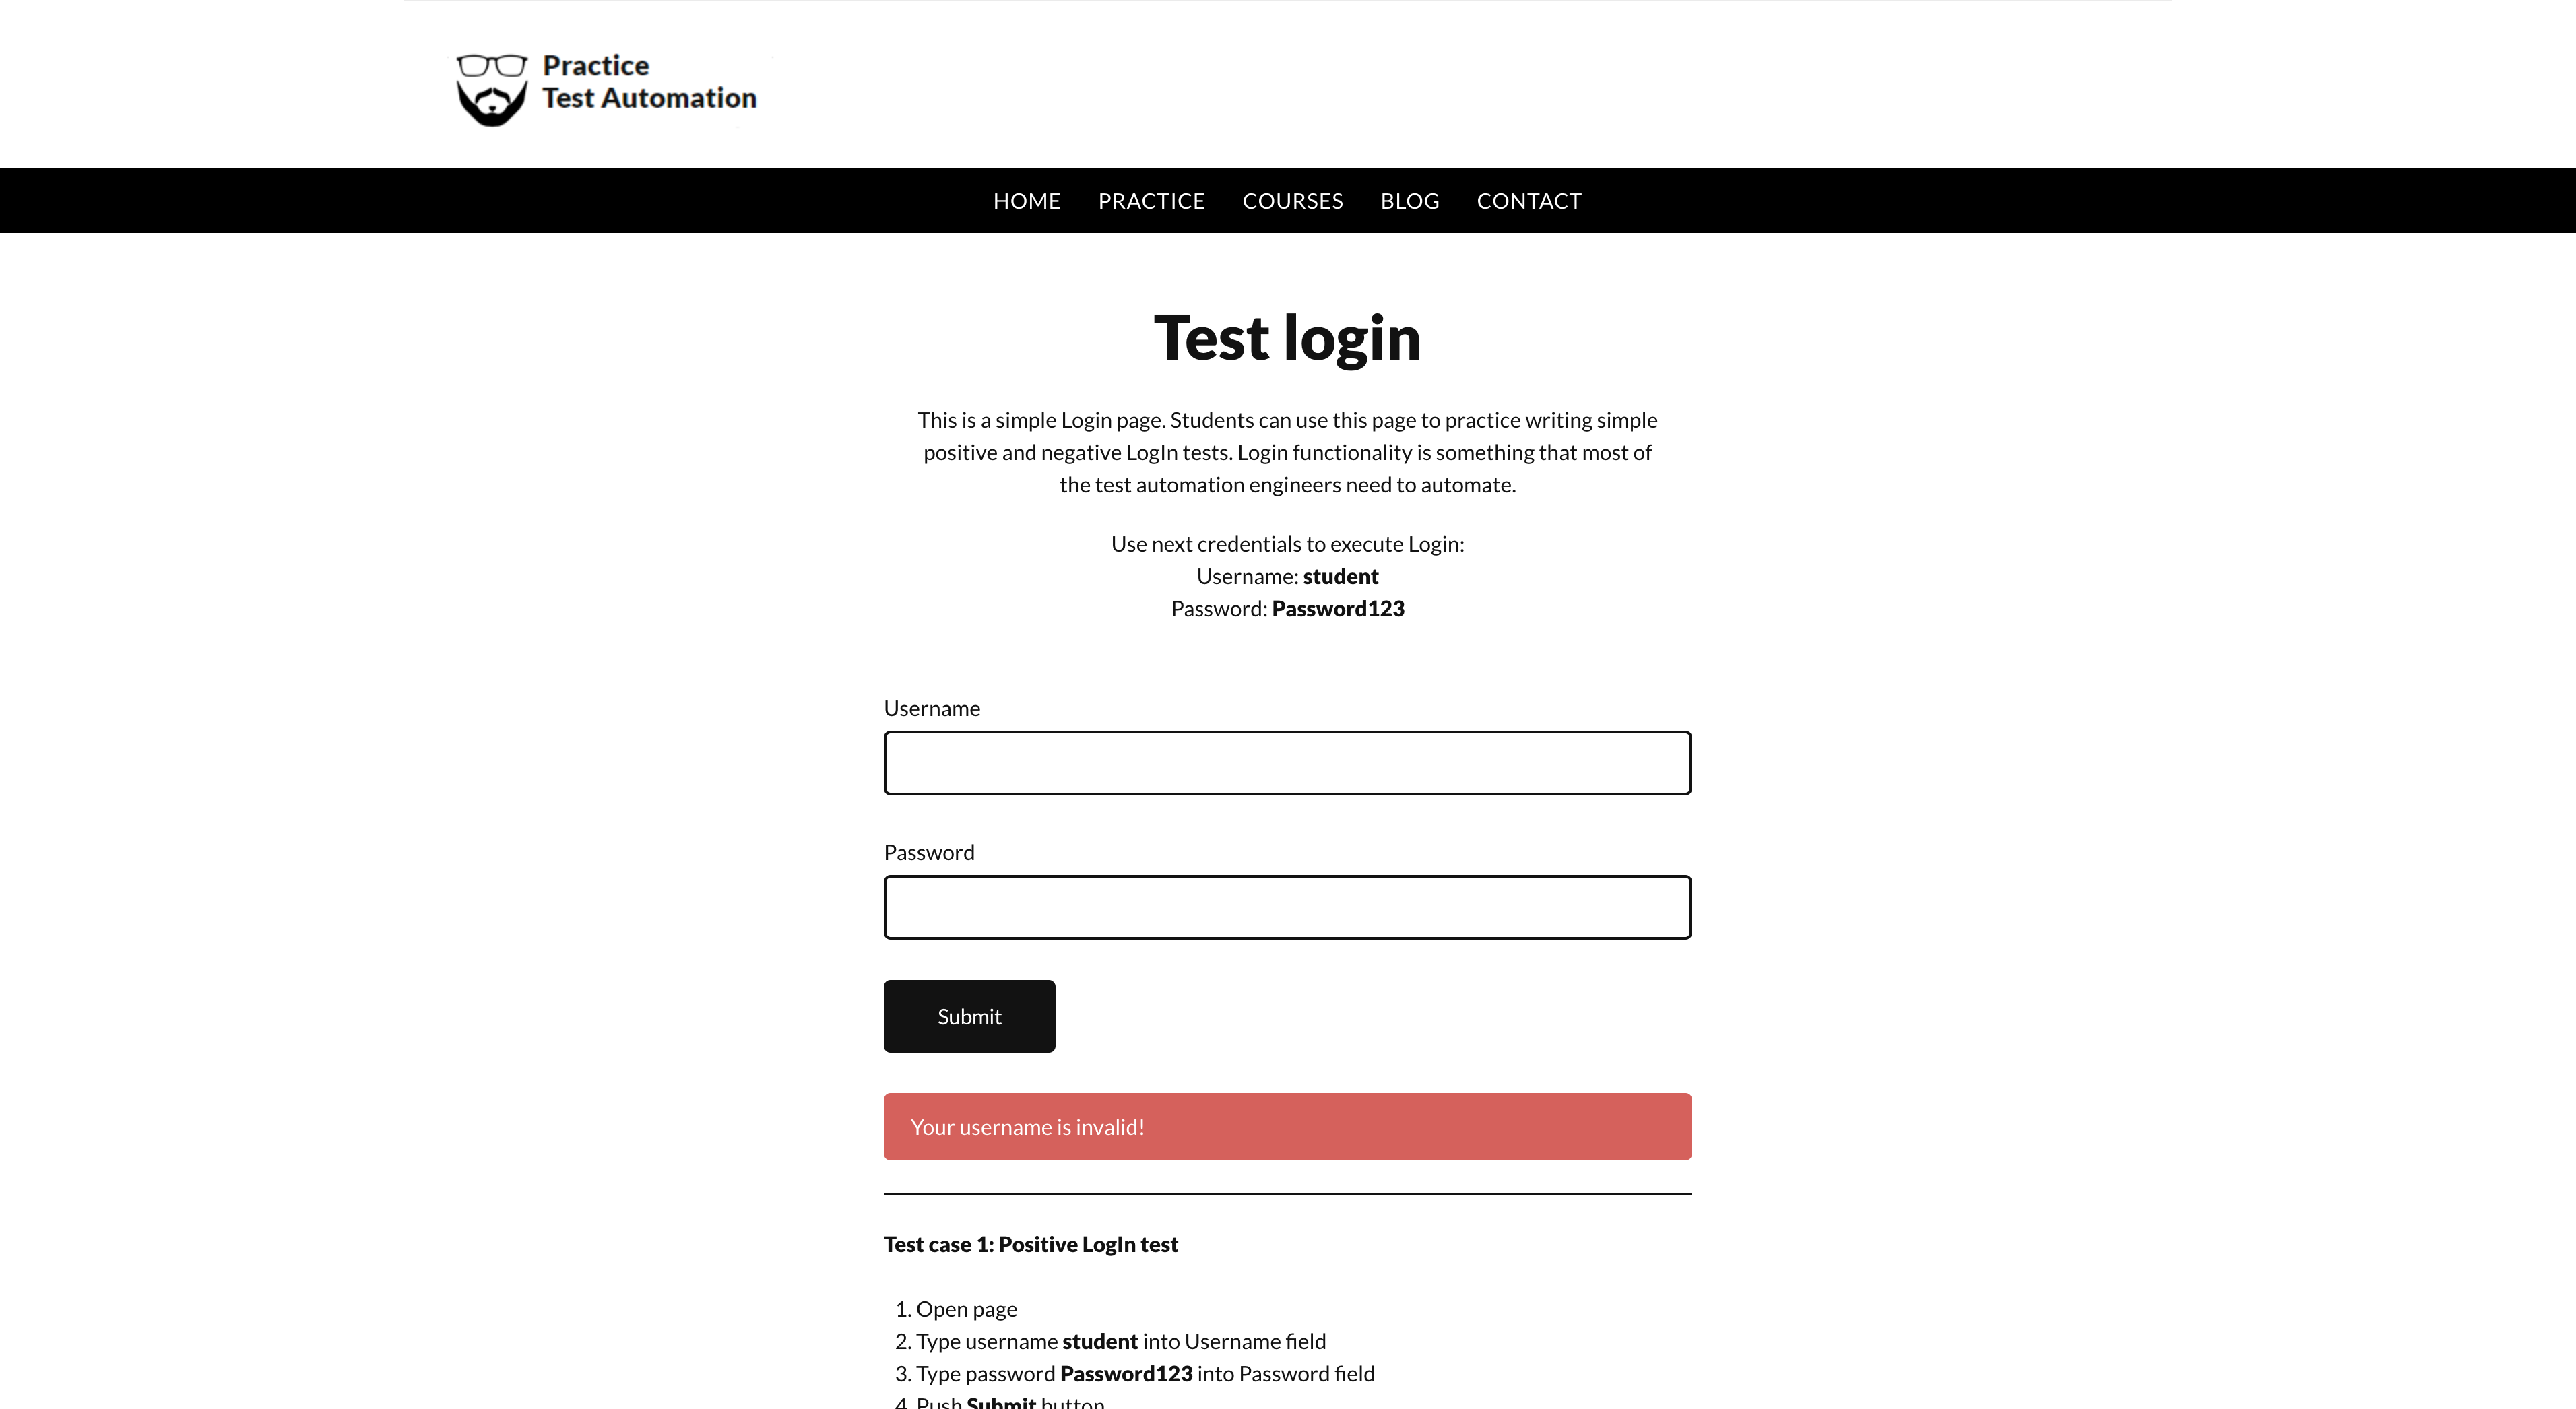 Practice
Test Automation
HOME PRACTICE COURSES BLOG CONTACT
Test login
This is a simple Login page. Students can use this page to practice writing simple
positive and negative LogIn tests. Login functionality is something that most of
the test automation engineers need to automate.
Use next credentials to execute Login:
Username: student
Password: Password123
Username
Password
Submit
Your username is invalid!
Test case 1: Positive LogIn test
1. Open page
2. Type username student into Username field
3. Type password Password123 into Password field
4. Push Submit button